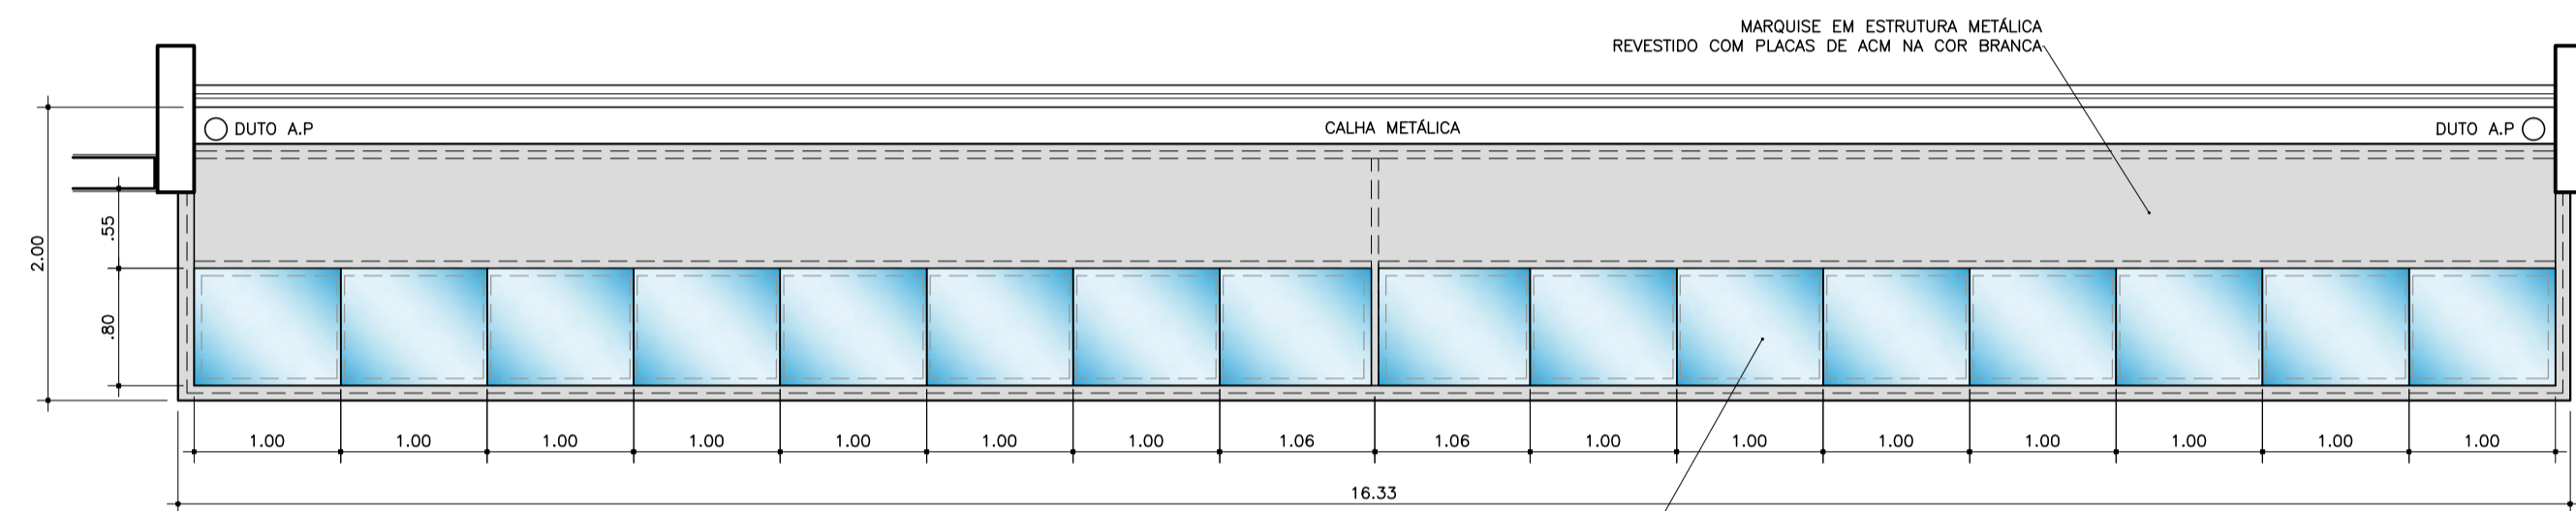 MARQUISE EM ESTRUTURA METÁLICA
REVESTIDO COM PLACAS DE ACM NA COR BRANCA
DUTO A.P
CALHA METÁLICA
DUTO A.P
2.00
.55
.80
1.00 1.00 1.00 1.00 1.00 1.00 1.00 1.06 1.06 1.00 1.00 1.00 1.00 1.00 1.00 1.00
16.33